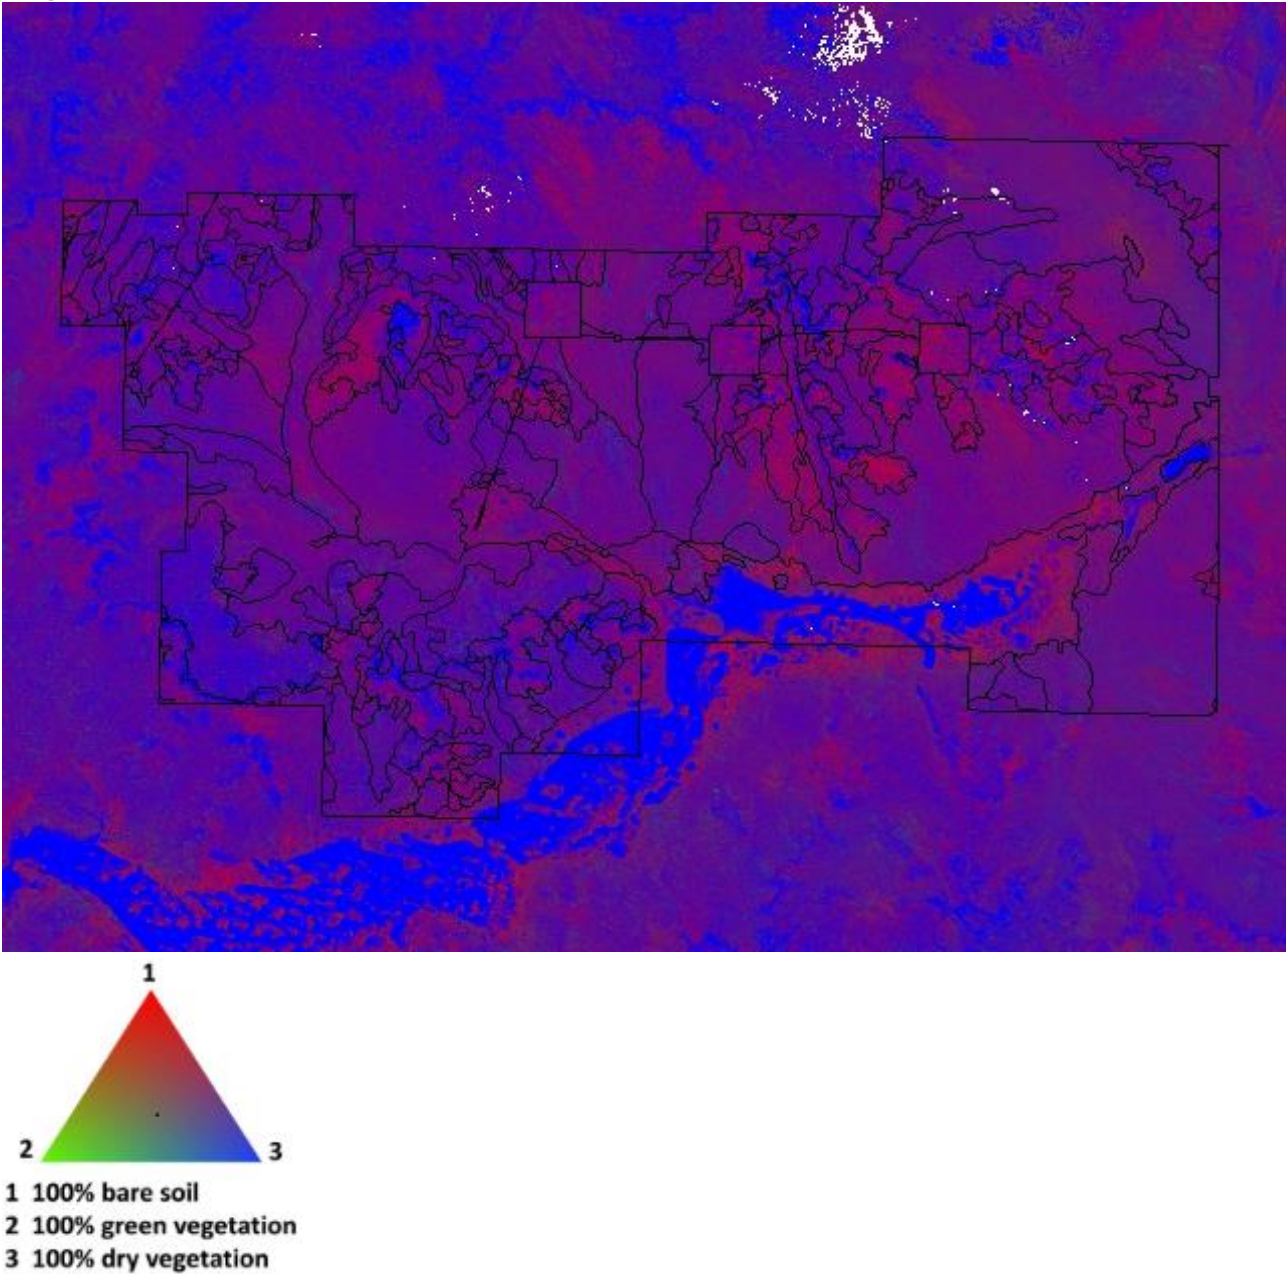 1
2 3
1 100% bare soil
2 100% green vegetation
3 100% dry vegetation